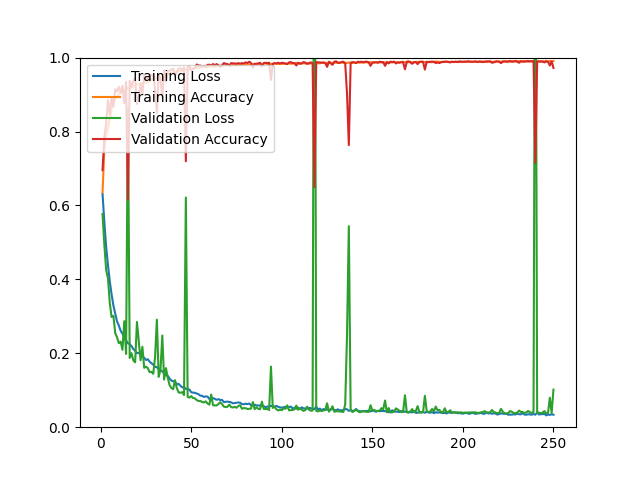 1.0
0.8
0.6
0.4
0.2
0.0
Training Loss
Training Accuracy
Validation Loss
Validation Accuracy
0 50 100 150 200 250